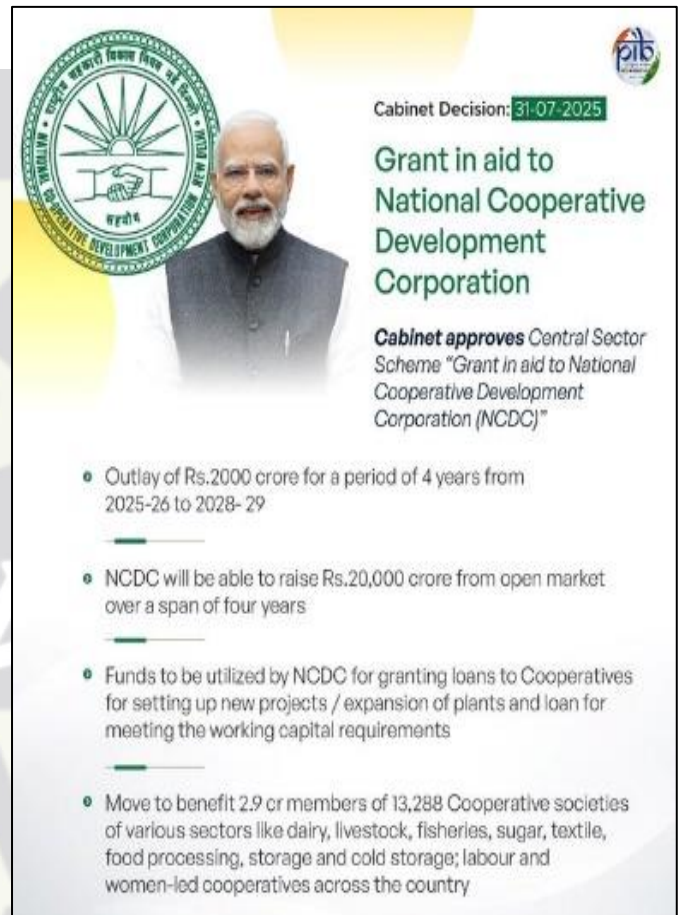 राष्ट्रीय सहकारी विकास निगम नई दिल्ली
NATIONAL CO-OPERATIVE DEVELOPMENT CORPORATION NEW DELHI
सहयोग
pib
Cabinet Decision: 31-07-2025
Grant in aid to
National Cooperative
Development
Corporation
Cabinet approves Central Sector
Scheme “Grant in aid to National
Cooperative Development
Corporation (NCDC)”
Outlay of Rs.2000 crore for a period of 4 years from
2025-26 to 2028- 29
NCDC will be able to raise Rs.20,000 crore from open market
over a span of four years
Funds to be utilized by NCDC for granting loans to Cooperatives
for setting up new projects / expansion of plants and loan for
meeting the working capital requirements
Move to benefit 2.9 cr members of 13,288 Cooperative societies
of various sectors like dairy, livestock, fisheries, sugar, textile,
food processing, storage and cold storage; labour and
women-led cooperatives across the country